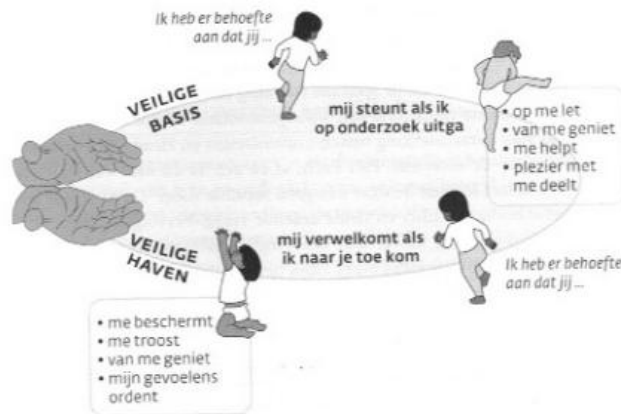 Ik heb er behoefte
aan dat jij ...
VEILIGE
BASIS
mij steunt als ik
op onderzoek uitga
• op me let
• van me geniet
• me helpt
• plezier met
me deelt
mij verwelkomt als
ik naar je toe kom
Ik heb er behoefte
aan dat jij ...
VEILIGE
HAVEN
• me beschermt
• me troost
• van me geniet
• mijn gevoelens
ordent